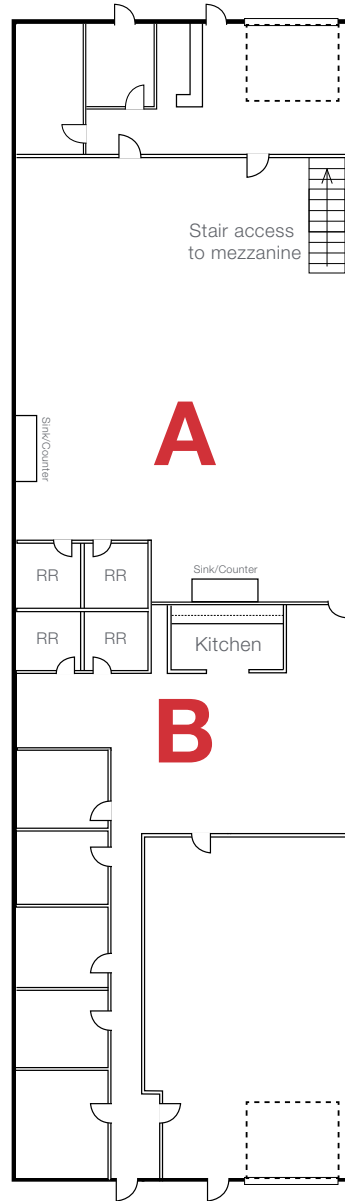 Stair access
to mezzanine
A
Sink/Counter
Sink/Counter
RR
RR
RR
RR
Kitchen
B